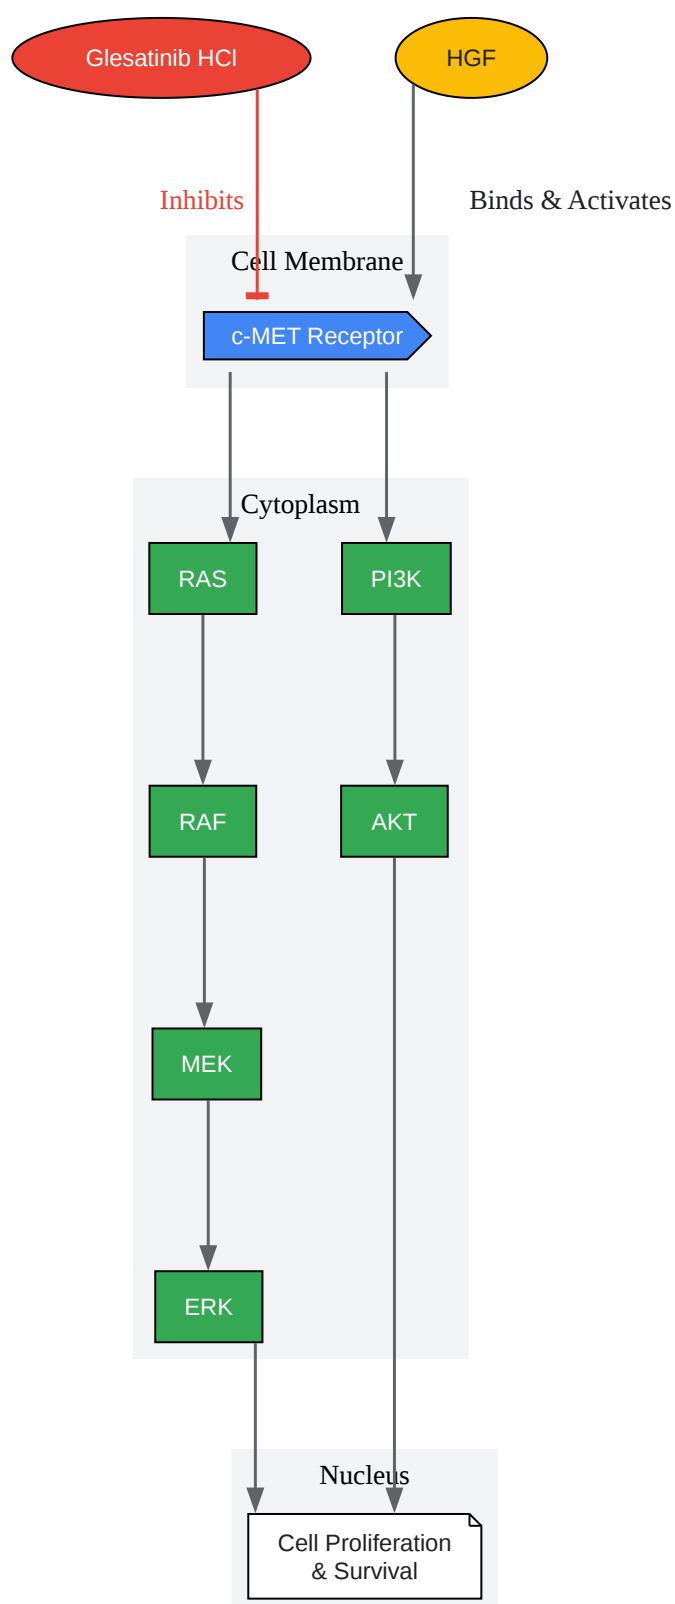 Glesatinib HCl
HGF
Inhibits
Binds & Activates
Cell Membrane
c-MET Receptor
Cytoplasm
RAS
PI3K
RAF
AKT
MEK
ERK
Nucleus
Cell Proliferation
& Survival